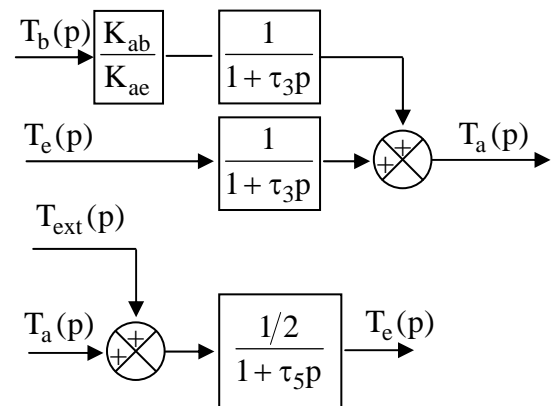 T_b(p)
K_ab
K_ae
1
1 + τ_3p
+
T_e(p)
+
T_a(p)
1
1 + τ_3p
T_ext(p)
T_a(p)
+
+
1/2
1 + τ_5p
T_e(p)